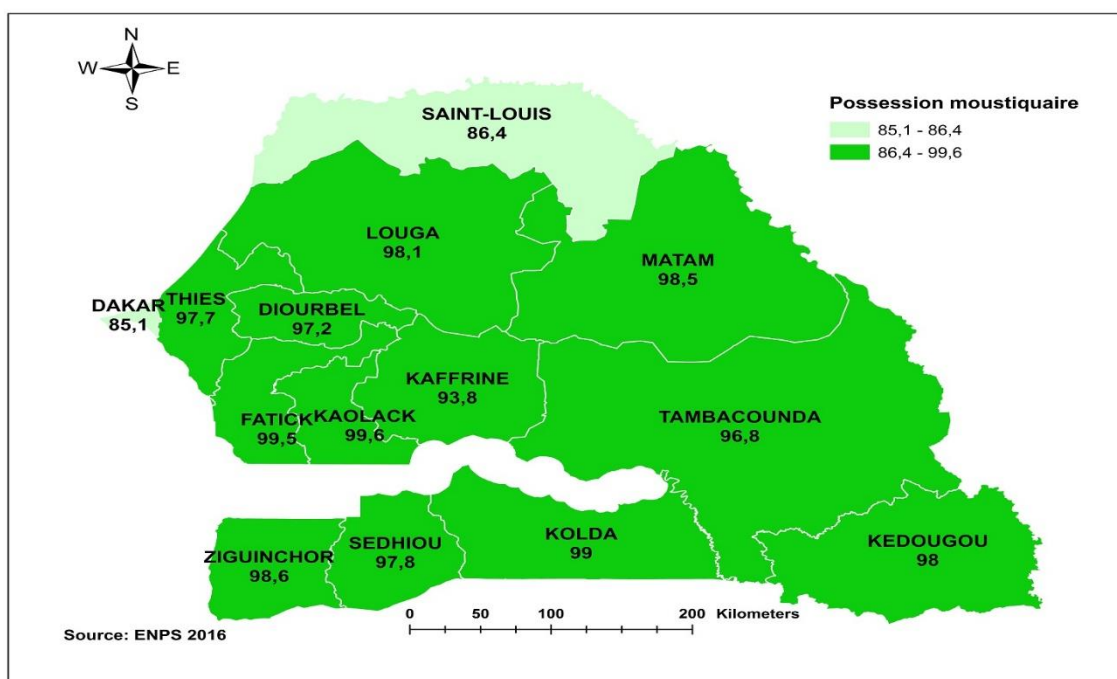 N
W E
S
SAINT-LOUIS
86,4
Possession moustiquaire
85,1 - 86,4
86,4 - 99,6
LOUGA
98,1
MATAM
98,5
DAKAR
85,1
THIES
97,7
DIOURBEL
97,2
KAFFRINE
93,8
FATICK
99,5
KAOLACK
99,6
TAMBACOUNDA
96,8
ZIGUINCHOR
98,6
SEDHIOU
97,8
KOLDA
99
KEDOUGOU
98
0 50 100 200 Kilometers
Source: ENPS 2016